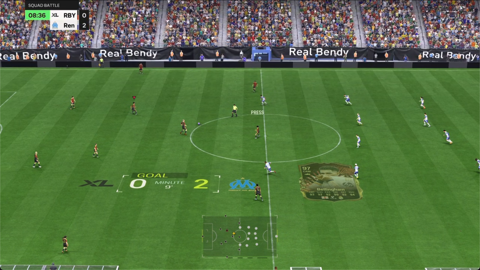 SQUAD BATTLE
08:36 XL RBY 0
Ren 2
Real Bendy
Real Bendy
Real Bendy
Real Bendy
PRESS
GOAL
XL 0 MINUTE 2
9'